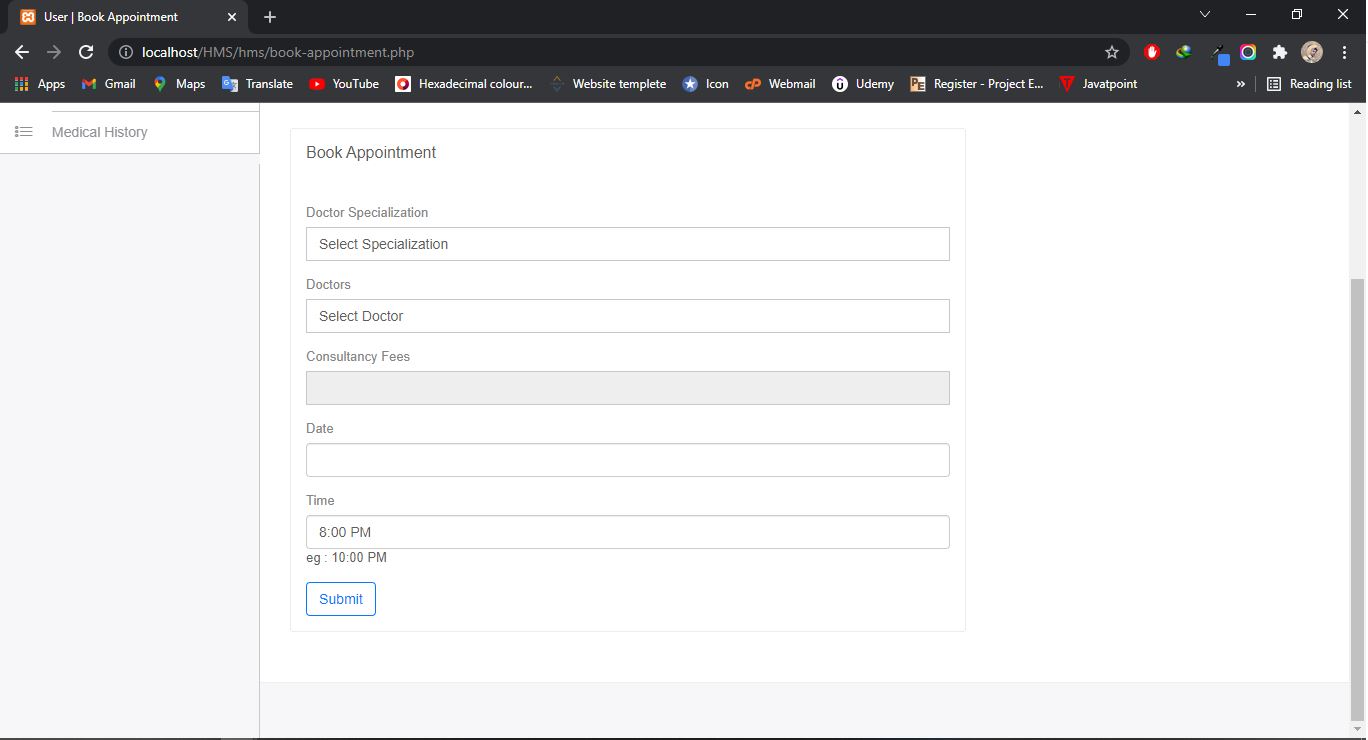 User | Book Appointment
localhost/HMS/hms/book-appointment.php
Apps Gmail Maps Translate YouTube Hexadecimal colour... Website templete Icon cP Webmail Udemy Register - Project E... Javatpoint » Reading list
Medical History
Book Appointment
Doctor Specialization
Select Specialization
Doctors
Select Doctor
Consultancy Fees
Date
Time
8:00 PM
eg : 10:00 PM
Submit